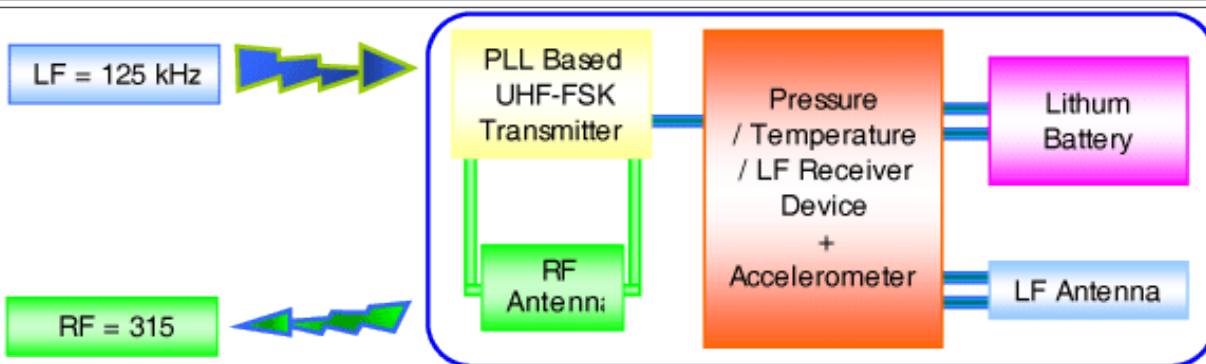 LF = 125 kHz
PLL Based
UHF-FSK
Transmitter
Pressure
/ Temperature
/ LF Receiver
Device
+
Accelerometer
Lithum
Battery
RF
Antenna
LF Antenna
RF = 315